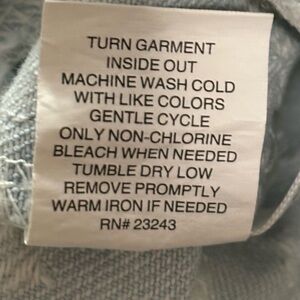 TURN GARMENT
INSIDE OUT
MACHINE WASH COLD
WITH LIKE COLORS
GENTLE CYCLE
ONLY NON-CHLORINE
BLEACH WHEN NEEDED
TUMBLE DRY LOW
REMOVE PROMPTLY
WARM IRON IF NEEDED
RN# 23243